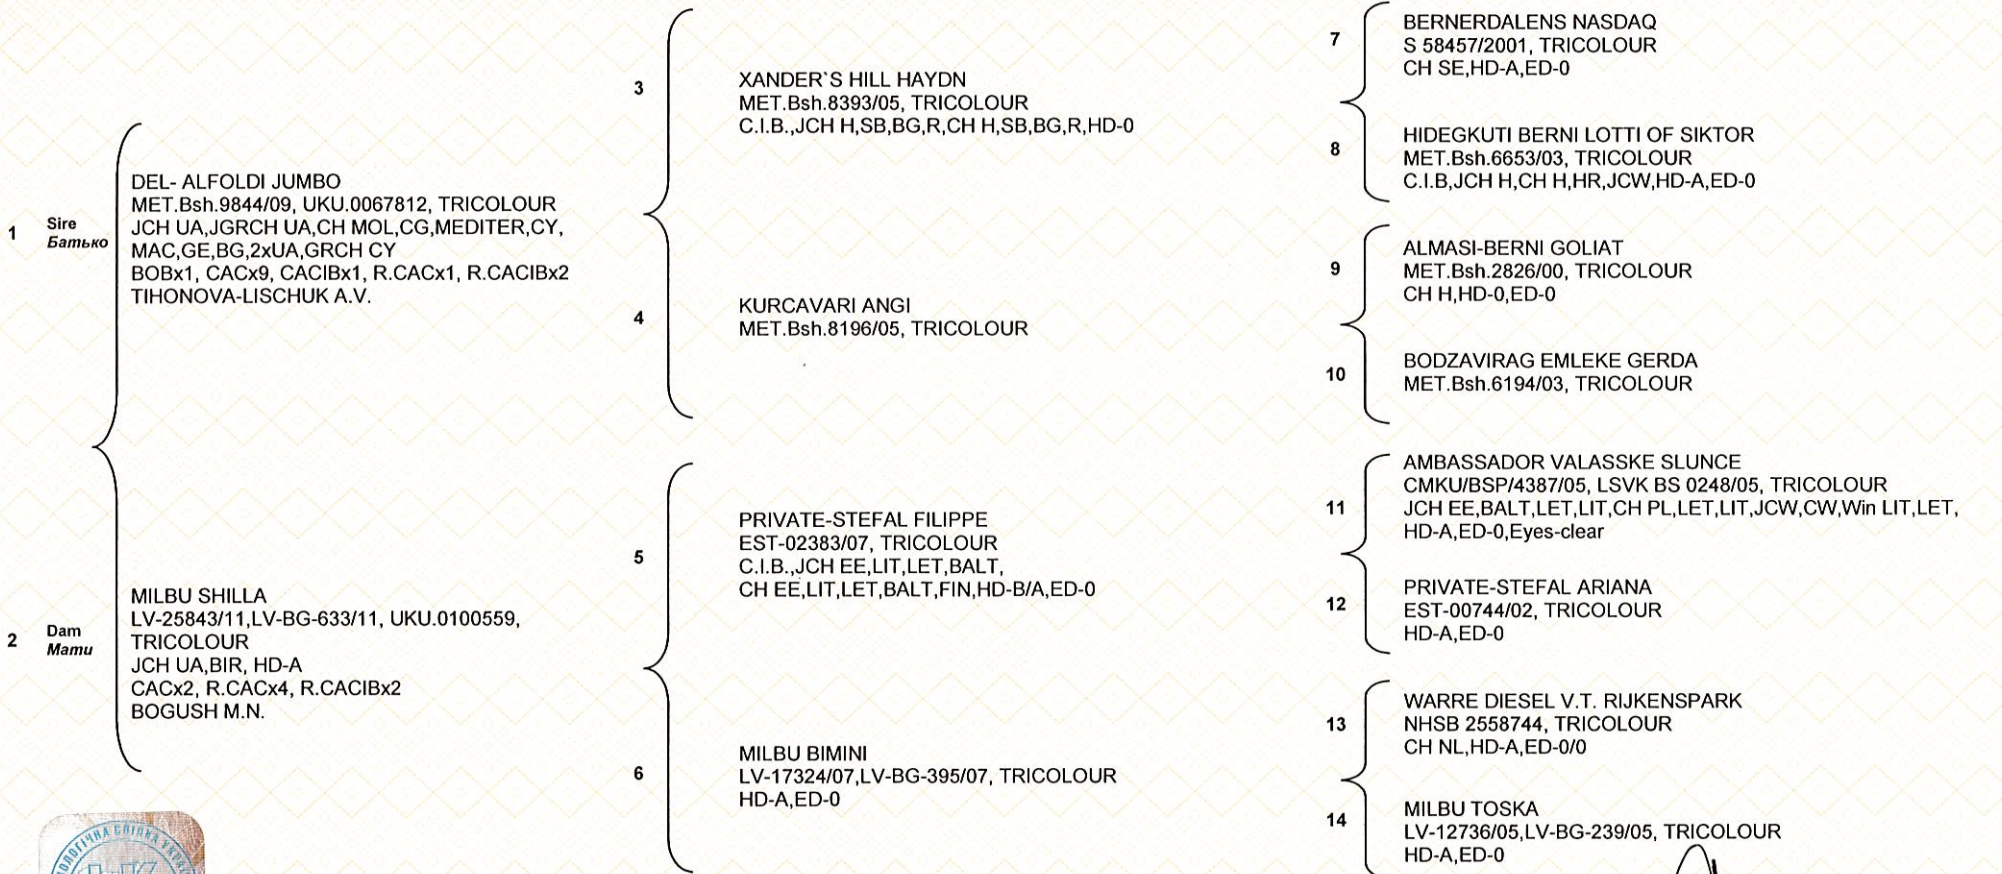 1
Sire
Батько
DEL- ALFOLDI JUMBO
MET.Bsh.9844/09, UKU.0067812, TRICOLOUR
JCH UA,JGRCH UA,CH MOL,CG,MEDITER,CY,
MAC,GE,BG,2xUA,GRCH CY
BOBx1, CACx9, CACIBx1, R.CACx1, R.CACIBx2
TIHONOVA-LISCHUK A.V.
2
Dam
Мати
MILBU SHILLA
LV-25843/11,LV-BG-633/11, UKU.0100559,
TRICOLOUR
JCH UA,BIR, HD-A
CACx2, R.CACx4, R.CACIBx2
BOGUSH M.N.
3
XANDER`S HILL HAYDN
MET.Bsh.8393/05, TRICOLOUR
C.I.B.,JCH H,SB,BG,R,CH H,SB,BG,R,HD-0
4
KURCAVARI ANGI
MET.Bsh.8196/05, TRICOLOUR
5
PRIVATE-STEFAL FILIPPE
EST-02383/07, TRICOLOUR
C.I.B.,JCH EE,LIT,LET,BALT,
CH EE,LIT,LET,BALT,FIN,HD-B/A,ED-0
6
MILBU BIMINI
LV-17324/07,LV-BG-395/07, TRICOLOUR
HD-A,ED-0
7
BERNERDALENS NASDAQ
S 58457/2001, TRICOLOUR
CH SE,HD-A,ED-0
8
HIDEGKUTI BERNI LOTTI OF SIKTOR
MET.Bsh.6653/03, TRICOLOUR
C.I.B,JCH H,CH H,HR,JCW,HD-A,ED-0
9
ALMASI-BERNI GOLIAT
MET.Bsh.2826/00, TRICOLOUR
CH H,HD-0,ED-0
10
BODZAVIRAG EMLEKE GERDA
MET.Bsh.6194/03, TRICOLOUR
11
AMBASSADOR VALASSKE SLUNCE
CMKU/BSP/4387/05, LSVK BS 0248/05, TRICOLOUR
JCH EE,BALT,LET,LIT,CH PL,LET,LIT,JCW,CW,Win LIT,LET,
HD-A,ED-0,Eyes-clear
12
PRIVATE-STEFAL ARIANA
EST-00744/02, TRICOLOUR
HD-A,ED-0
13
WARRE DIESEL V.T. RIJKENSPARK
NHSB 2558744, TRICOLOUR
CH NL,HD-A,ED-0/0
14
MILBU TOSKA
LV-12736/05,LV-BG-239/05, TRICOLOUR
HD-A,ED-0